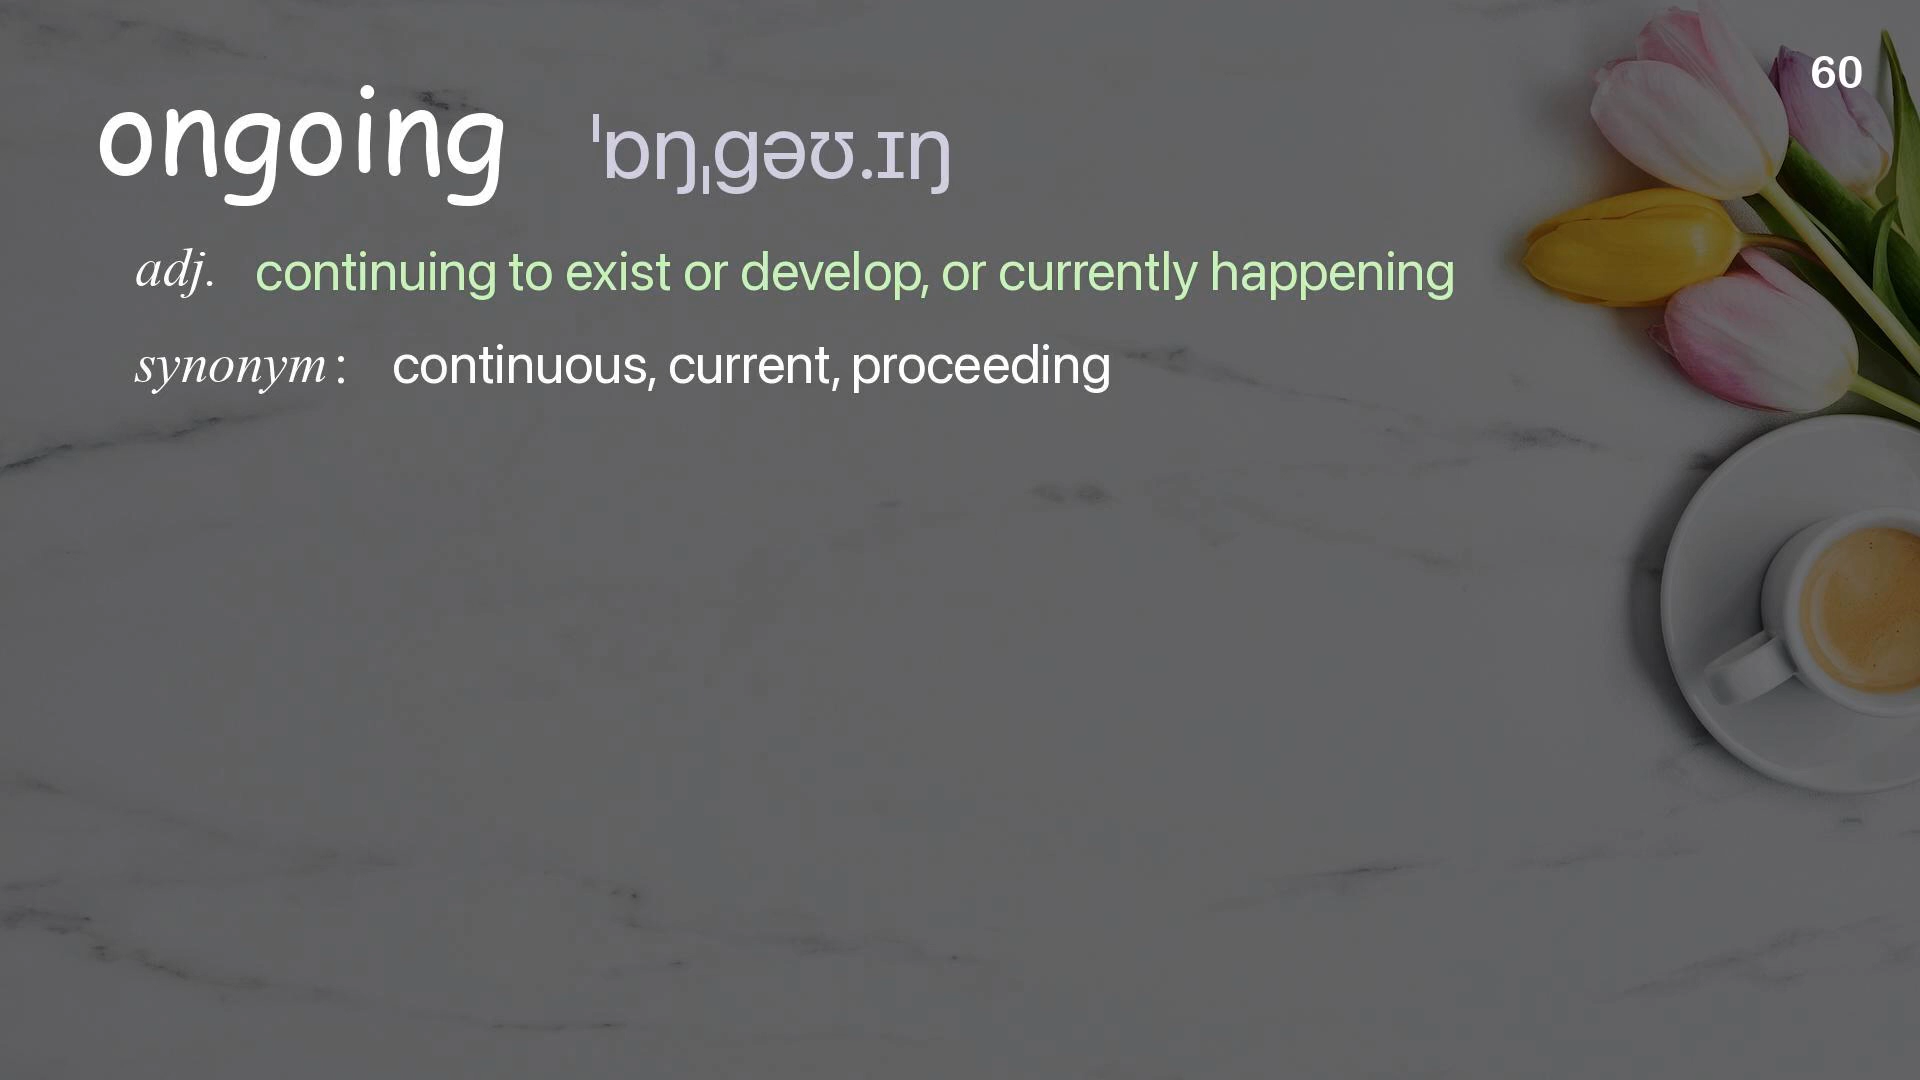 60
ongoing ˈɒŋˌɡəʊ.ɪŋ
adj. continuing to exist or develop, or currently happening
synonym: continuous, current, proceeding